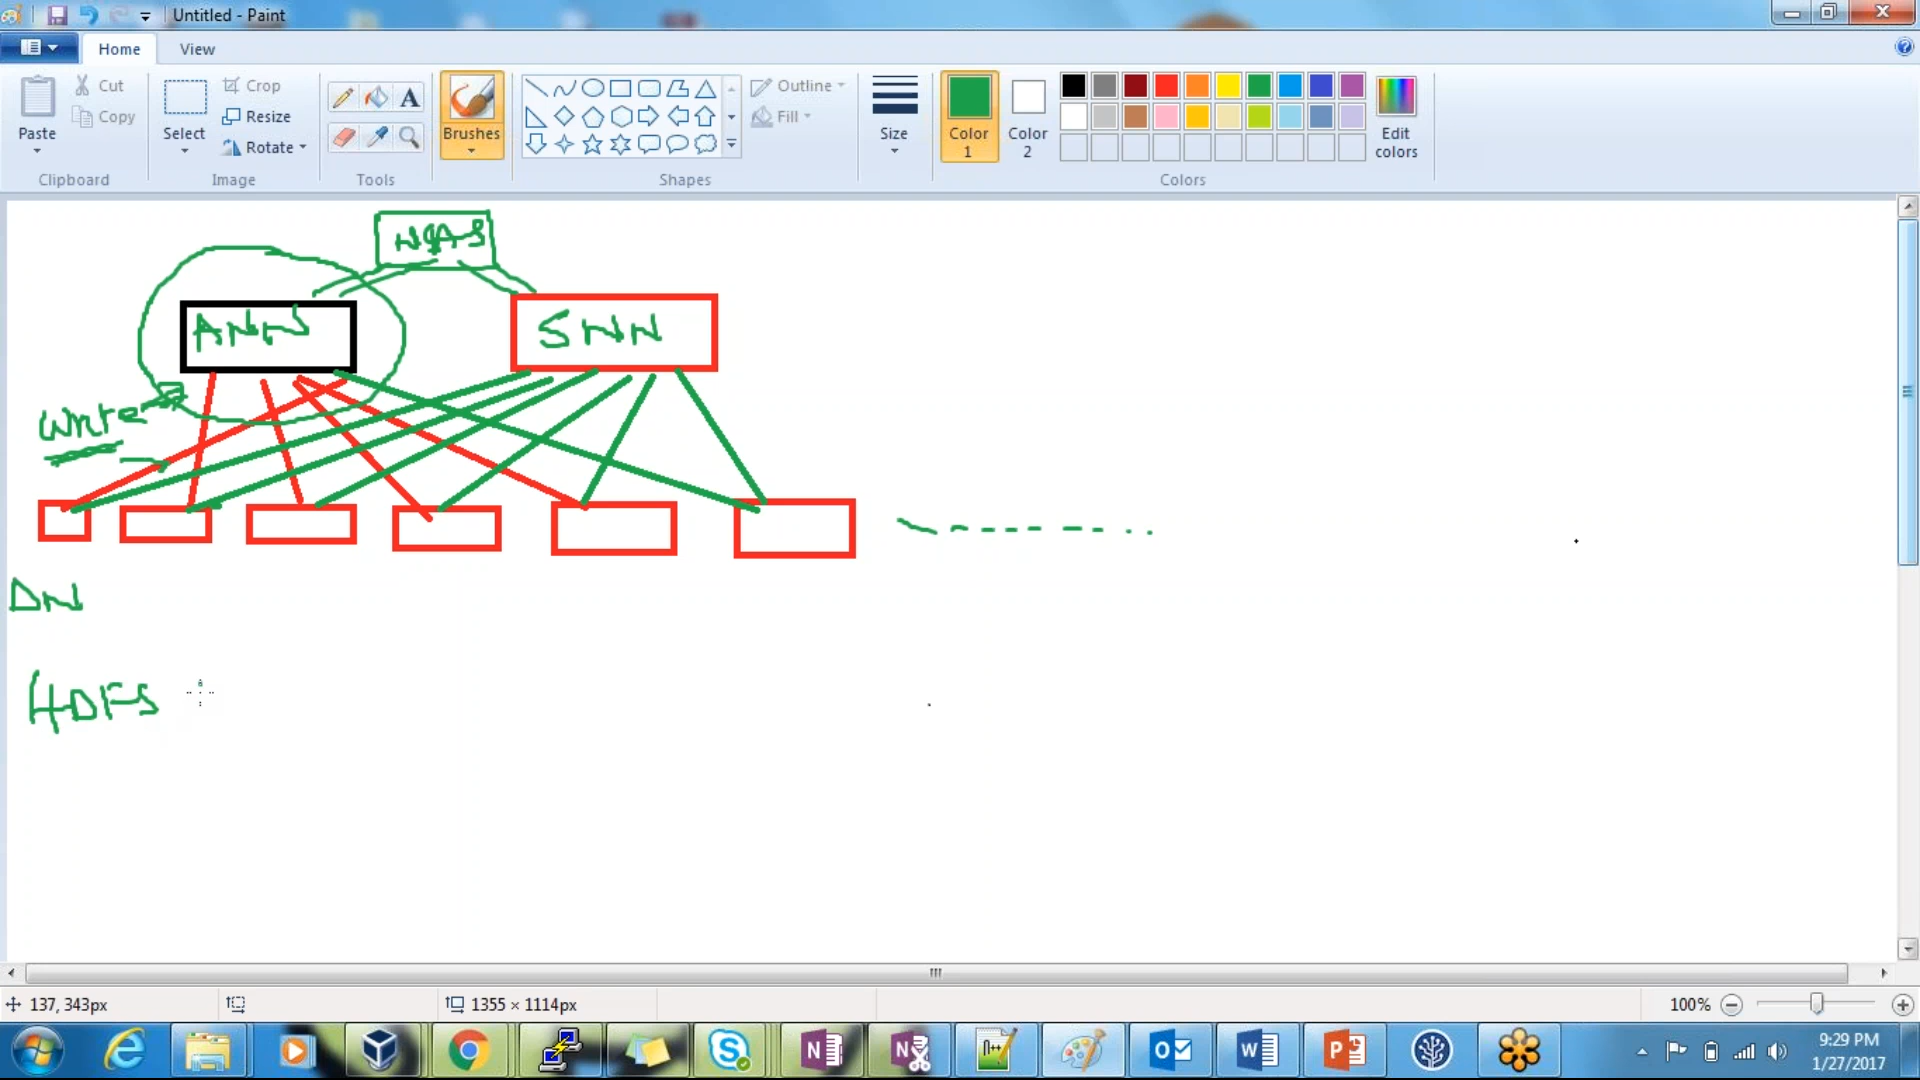 Untitled - Paint
Home View
Paste
Cut
Copy
Clipboard
Select
Crop
Resize
Rotate
Image
Tools
Brushes
Shapes
Outline
Fill
Size
Color 1
Color 2
Edit colors
Colors
ANN
SNN
Write
DN
HDFS
137, 343px
1355 × 1114px
100%
9:29 PM
1/27/2017